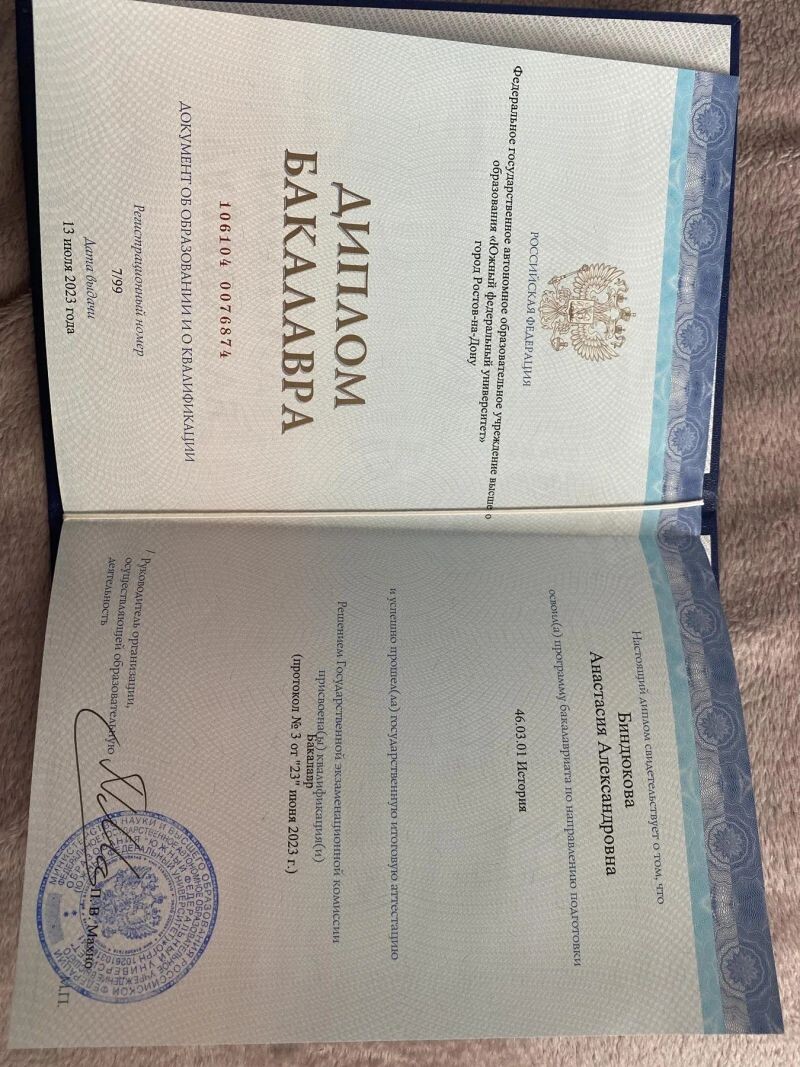 РОССИЙСКАЯ ФЕДЕРАЦИЯ
Федеральное государственное автономное образовательное учреждение высше о
образования «Южный федеральный университет»
город Ростов-на-Дону
ДИПЛОМ
БАКАЛАВРА
106104 0076874
ДОКУМЕНТ ОБ ОБРАЗОВАНИИ И О КВАЛИФИКАЦИИ
Регистрационный номер
7/99
Дата выдачи
13 июля 2023 года
Настоящий диплом свидетельствует о том, что
Биндюкова
Анастасия Александровна
освоил(а) программу бакалавриата по направлению подготовки
46.03.01 История
и успешно прошел(ла) государственную итоговую аттестацию
Решением Государственной экзаменационной комиссии
присвоена(ы) квалификация(и)
Бакалавр
(протокол № 3 от "23" июня 2023 г.)
/ Руководитель организации,
осуществляющей образовательную
деятельность
П.В. Махно
М.П.